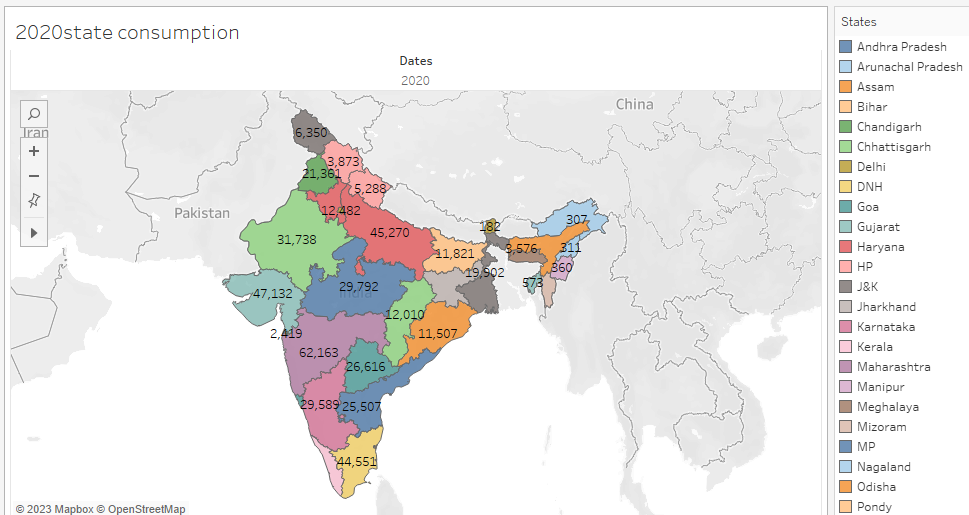 2020state consumption
Dates
2020
States
Andhra Pradesh
Arunachal Pradesh
Assam
Bihar
Chandigarh
Chhattisgarh
Delhi
DNH
Goa
Gujarat
Haryana
HP
J&K
Jharkhand
Karnataka
Kerala
Maharashtra
Manipur
Meghalaya
Mizoram
MP
Nagaland
Odisha
Pondy
China
Iran
Pakistan
India
6,350
3,873
21,361
5,288
12,482
31,738
45,270
182
307
11,821
3,576
311
360
19,902
573
29,792
47,132
12,010
2,419
11,507
62,163
26,616
29,589
25,507
44,551
© 2023 Mapbox © OpenStreetMap